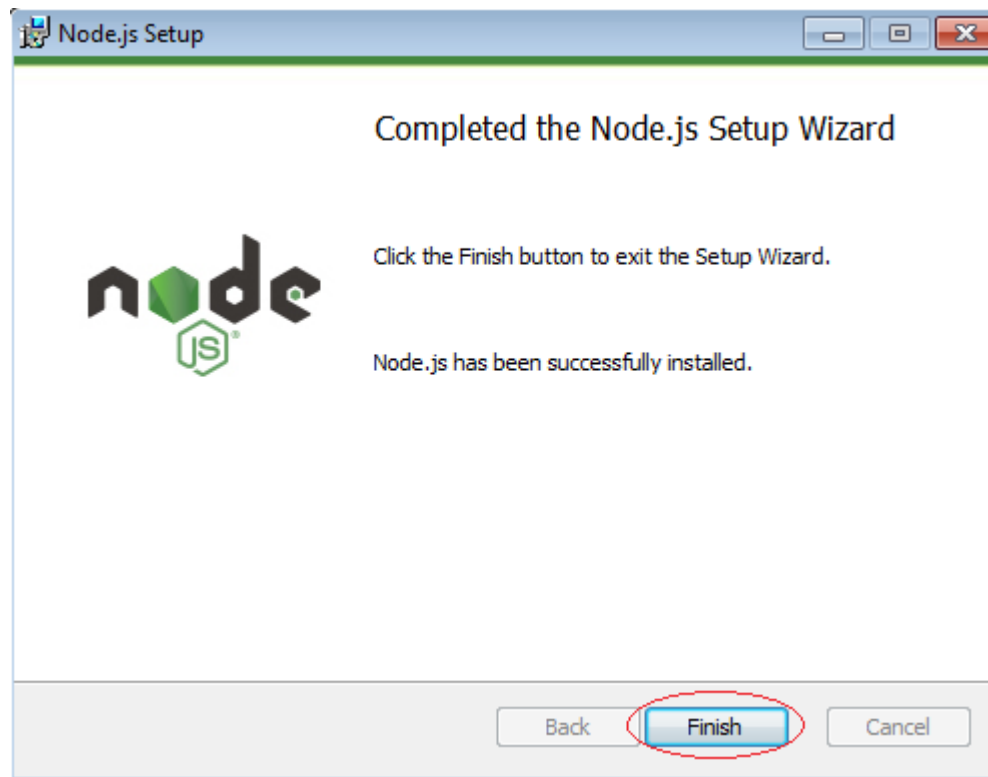 Node.js Setup
Completed the Node.js Setup Wizard
Click the Finish button to exit the Setup Wizard.
node
JS®
Node.js has been successfully installed.
Back Finish Cancel